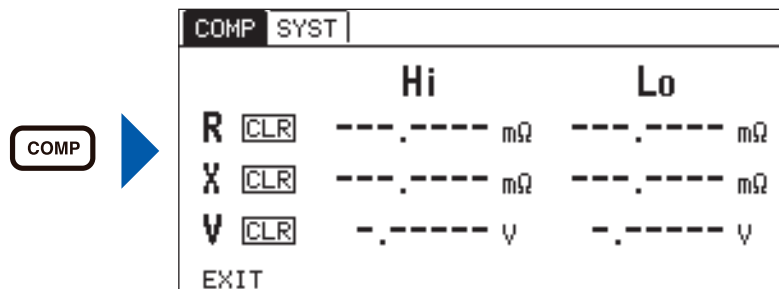 COMP
COMP SYST
Hi Lo
R CLR ---.---- mΩ ---.---- mΩ
X CLR ---.---- mΩ ---.---- mΩ
V CLR -.----- V -.----- V
EXIT